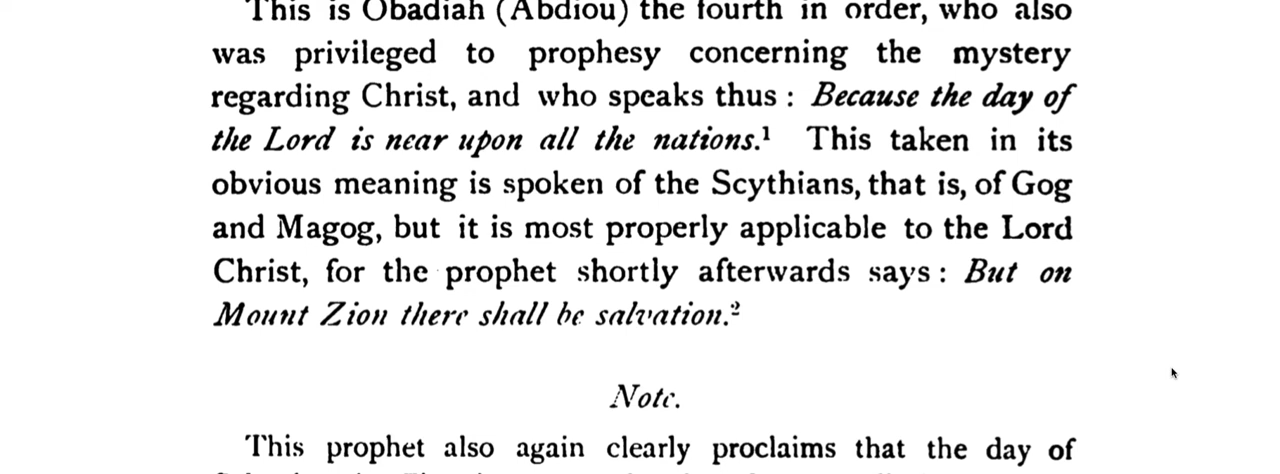 This is Obadiah (Abdiou) the fourth in order, who also
was privileged to prophesy concerning the mystery
regarding Christ, and who speaks thus : Because the day of
the Lord is near upon all the nations.¹ This taken in its
obvious meaning is spoken of the Scythians, that is, of Gog
and Magog, but it is most properly applicable to the Lord
Christ, for the prophet shortly afterwards says : But on
Mount Zion there shall be salvation.²
Note.
This prophet also again clearly proclaims that the day of